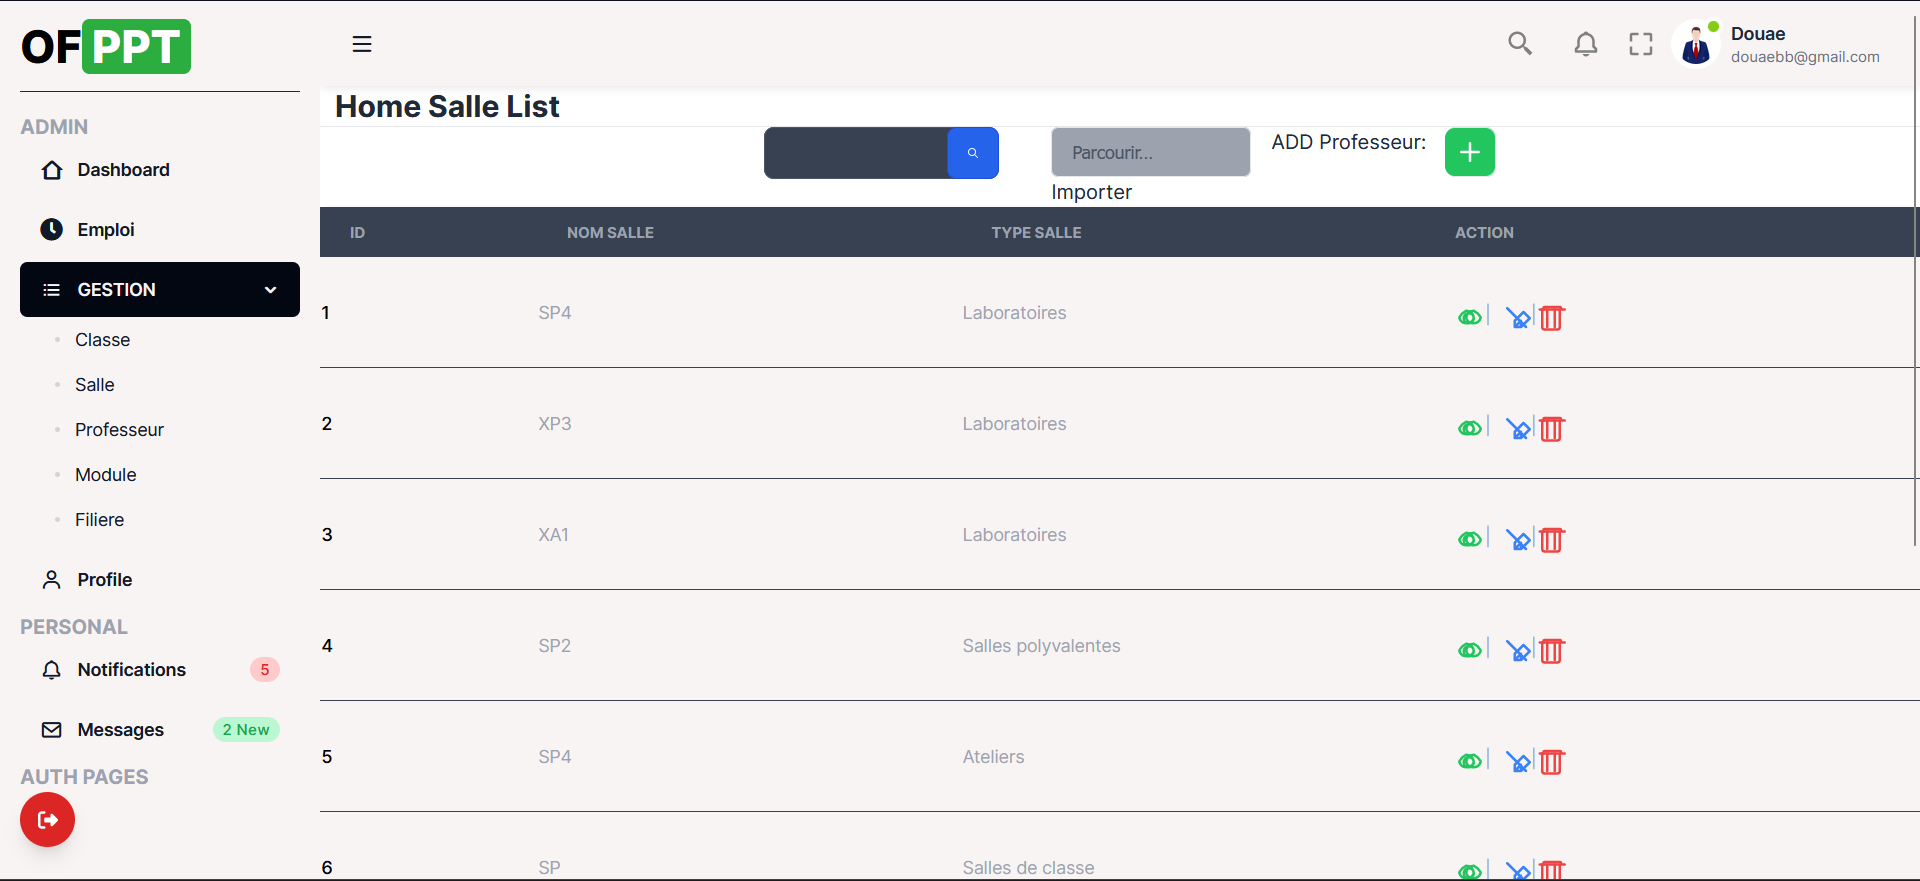 OFPPT
Douae
douaebb@gmail.com
ADMIN
Dashboard
Emploi
GESTION
Classe
Salle
Professeur
Module
Filiere
Profile
PERSONAL
Notifications 5
Messages 2 New
AUTH PAGES
Home Salle List
Parcourir... ADD Professeur:
Importer
ID NOM SALLE TYPE SALLE ACTION
1 SP4 Laboratoires
2 XP3 Laboratoires
3 XA1 Laboratoires
4 SP2 Salles polyvalentes
5 SP4 Ateliers
6 SP Salles de classe